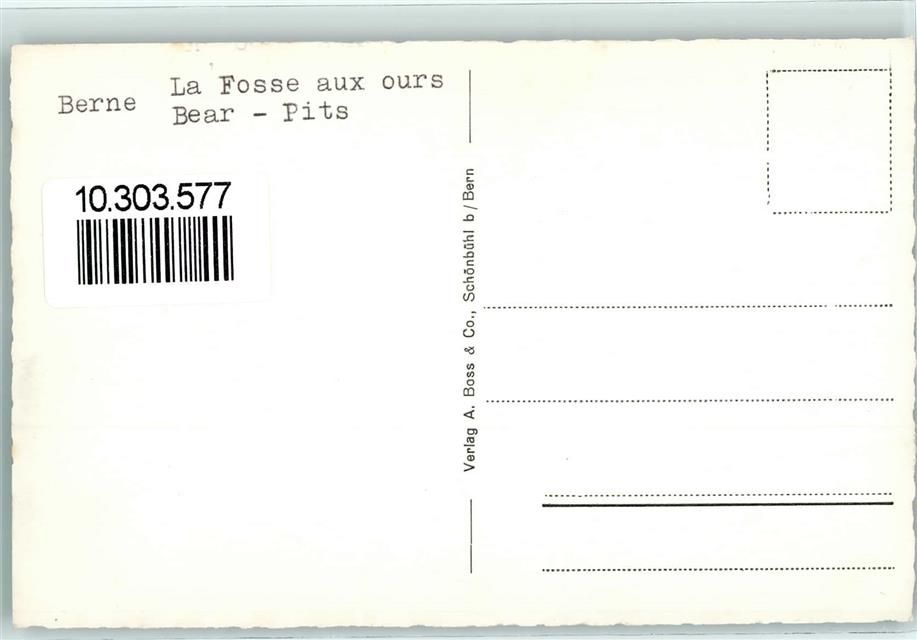 Berne
La Fosse aux ours
Bear - Pits
10.303.577
Verlag A. Boss & Co., Schönbühl b/Bern